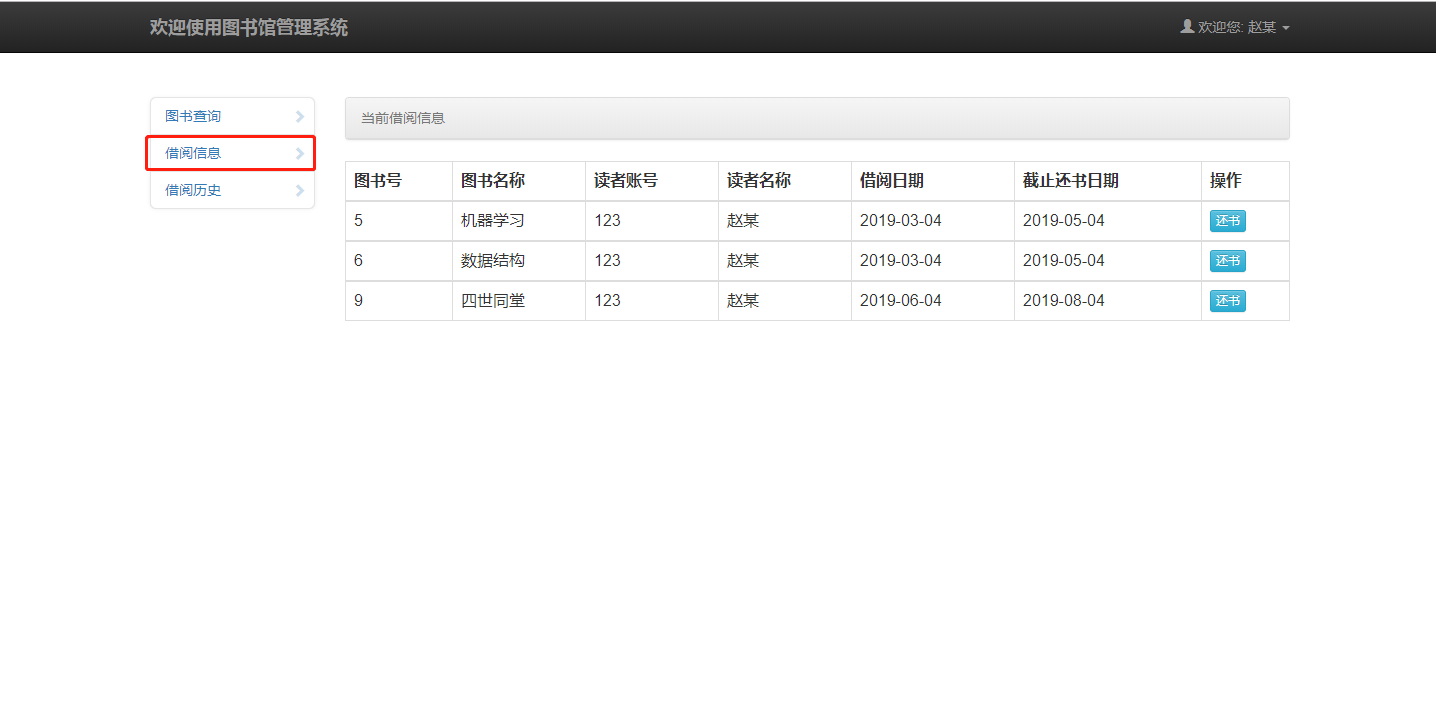 欢迎使用图书馆管理系统
欢迎您: 赵某
图书查询
借阅信息
借阅历史
当前借阅信息
图书号 图书名称 读者账号 读者名称 借阅日期 截止还书日期 操作
5 机器学习 123 赵某 2019-03-04 2019-05-04 还书
6 数据结构 123 赵某 2019-03-04 2019-05-04 还书
9 四世同堂 123 赵某 2019-06-04 2019-08-04 还书